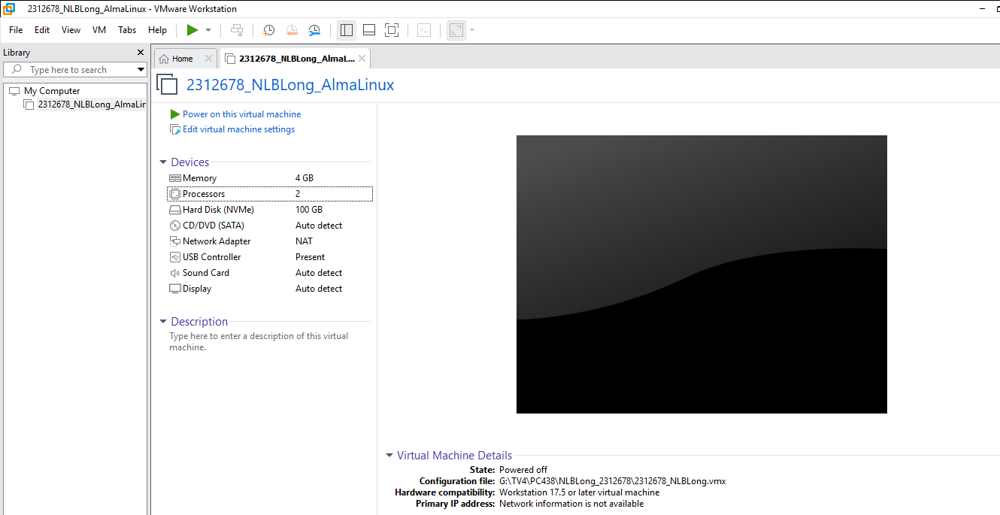 2312678_NLBLong_AlmaLinux - VMware Workstation
File Edit View VM Tabs Help
Library
Type here to search
My Computer
2312678_NLBLong_AlmaLin
Home
2312678_NLBLong_AlmaL...
2312678_NLBLong_AlmaLinux
Power on this virtual machine
Edit virtual machine settings
Devices
Memory 4 GB
Processors 2
Hard Disk (NVMe) 100 GB
CD/DVD (SATA) Auto detect
Network Adapter NAT
USB Controller Present
Sound Card Auto detect
Display Auto detect
Description
Type here to enter a description of this virtual
machine.
Virtual Machine Details
State: Powered off
Configuration file: G:\TV4\PC438\NLBLong_2312678\2312678_NLBLong.vmx
Hardware compatibility: Workstation 17.5 or later virtual machine
Primary IP address: Network information is not available